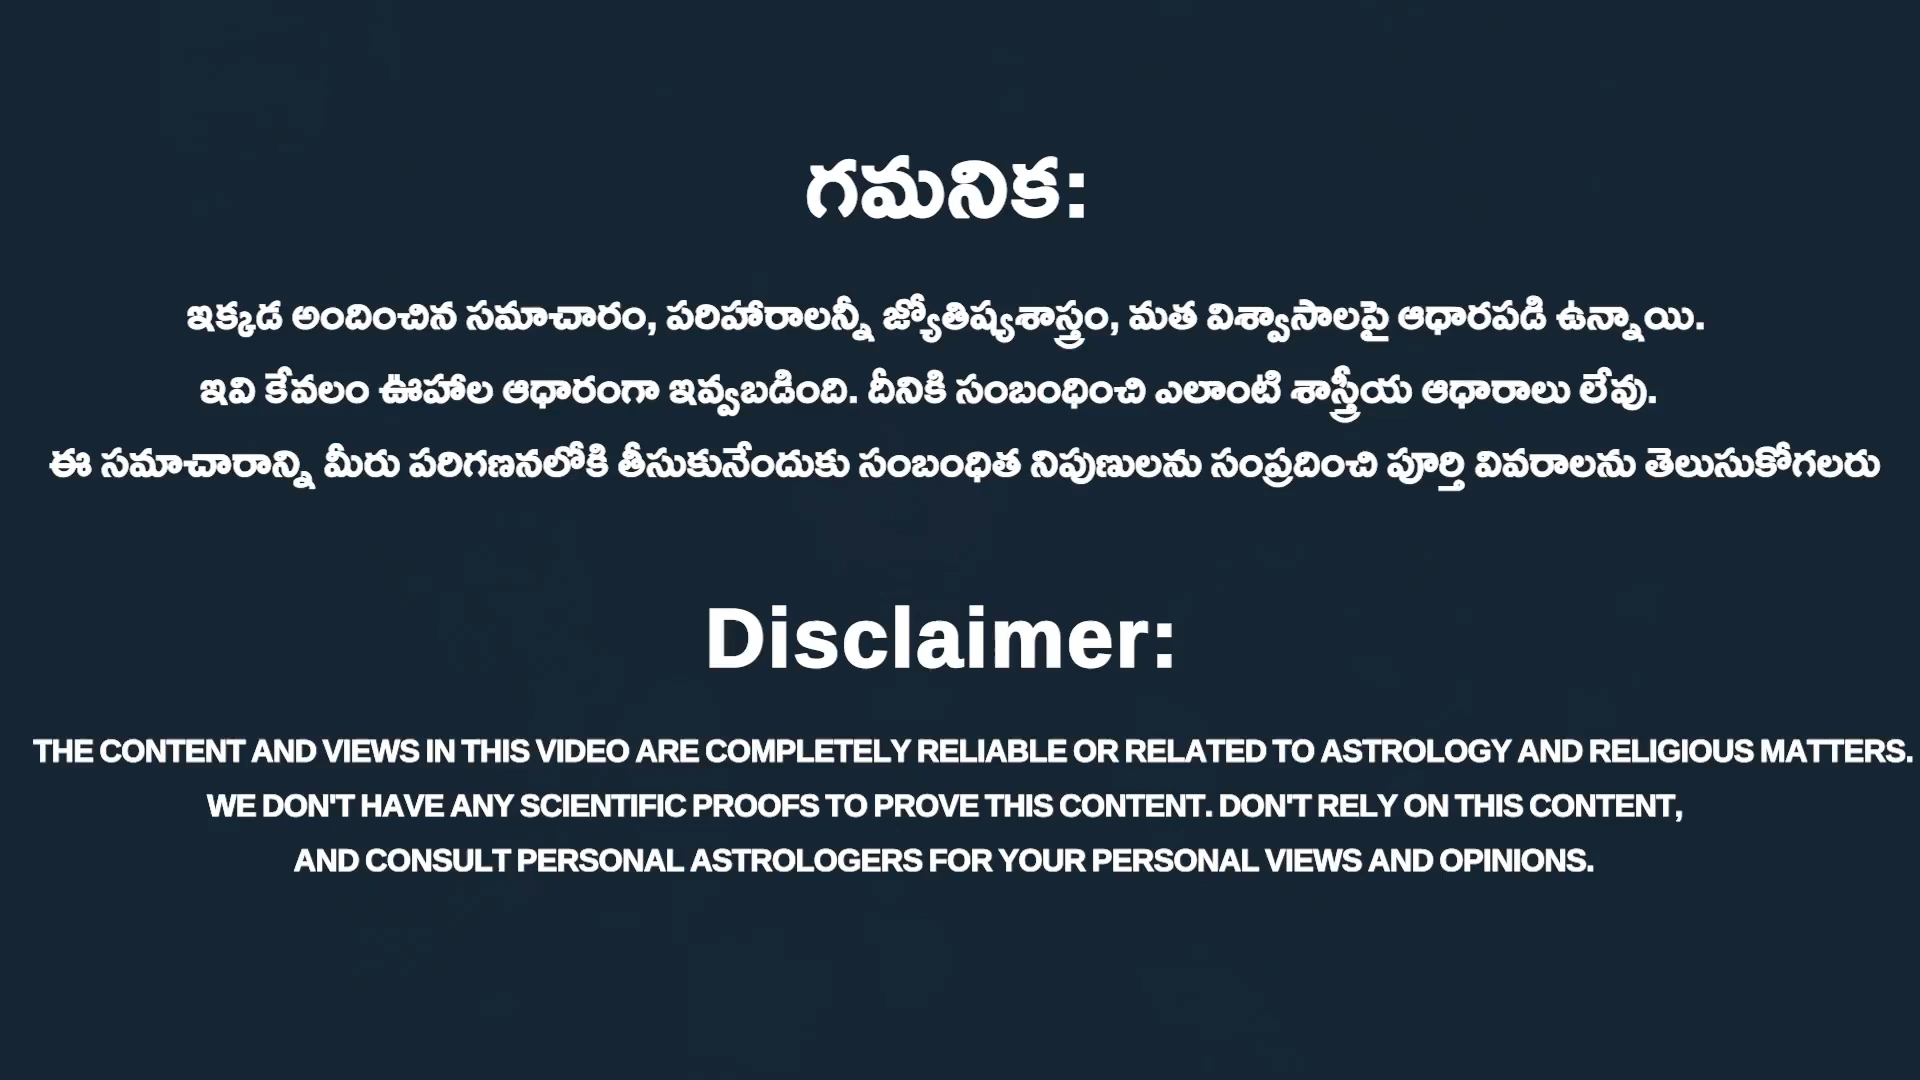 గమనిక:
ఇక్కడ అందించిన సమాచారం, పరిహారాలన్నీ జ్యోతిష్యశాస్త్రం, మత విశ్వాసాలపై ఆధారపడి ఉన్నాయి.
ఇవి కేవలం ఊహాల ఆధారంగా ఇవ్వబడింది. దీనికి సంబంధించి ఎలాంటి శాస్త్రీయ ఆధారాలు లేవు.
ఈ సమాచారాన్ని మీరు పరిగణనలోకి తీసుకునేందుకు సంబంధిత నిపుణులను సంప్రదించి పూర్తి వివరాలను తెలుసుకోగలరు
Disclaimer:
THE CONTENT AND VIEWS IN THIS VIDEO ARE COMPLETELY RELIABLE OR RELATED TO ASTROLOGY AND RELIGIOUS MATTERS.
WE DON'T HAVE ANY SCIENTIFIC PROOFS TO PROVE THIS CONTENT. DON'T RELY ON THIS CONTENT,
AND CONSULT PERSONAL ASTROLOGERS FOR YOUR PERSONAL VIEWS AND OPINIONS.